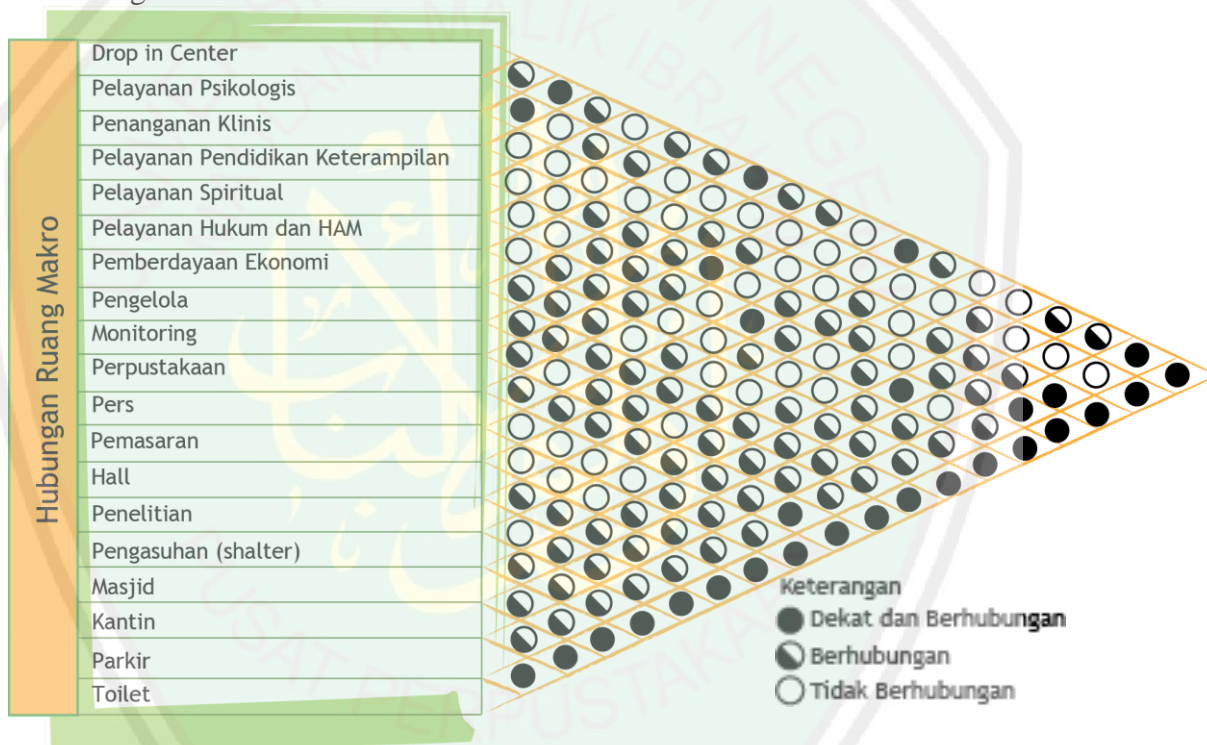 Hubungan Ruang Makro
Drop in Center
Pelayanan Psikologis
Penanganan Klinis
Pelayanan Pendidikan Keterampilan
Pelayanan Spiritual
Pelayanan Hukum dan HAM
Pemberdayaan Ekonomi
Pengelola
Monitoring
Perpustakaan
Pers
Pemasaran
Hall
Penelitian
Pengasuhan (shalter)
Masjid
Kantin
Parkir
Toilet
Keterangan
Dekat dan Berhubungan
Berhubungan
Tidak Berhubungan